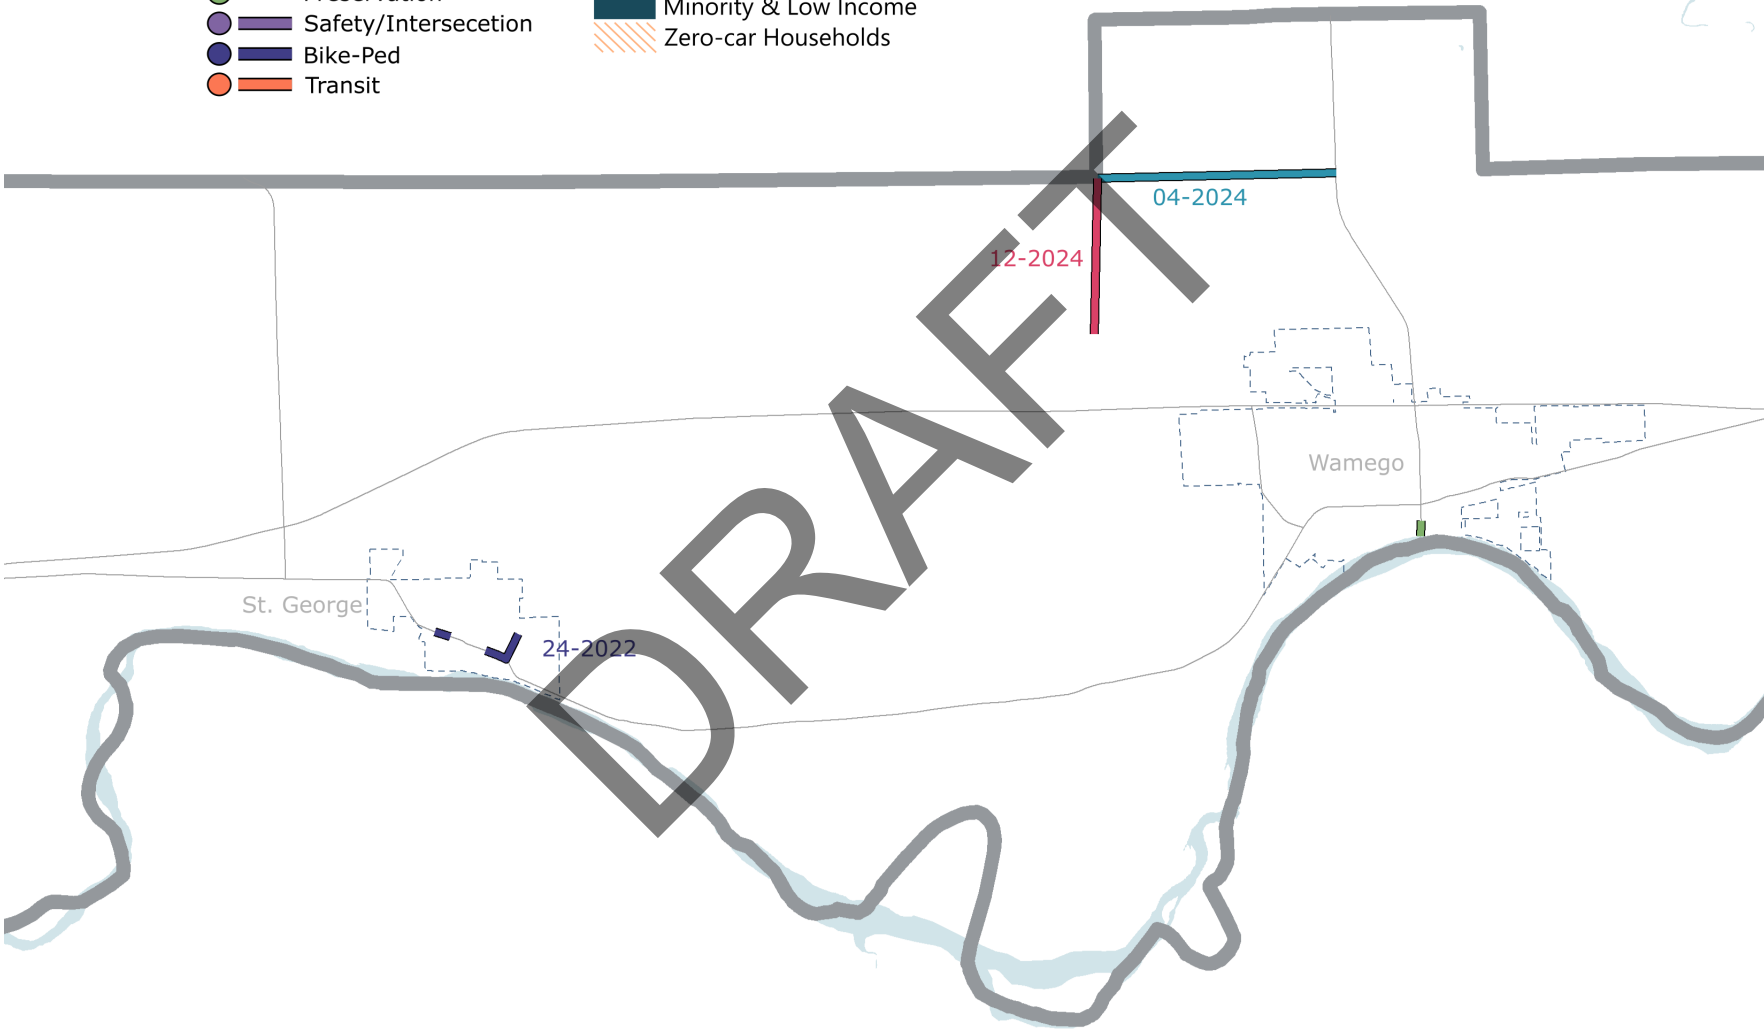 Preservation
Safety/Intersecetion
Bike-Ped
Transit
Minority & Low Income
Zero-car Households
04-2024
12-2024
Wamego
St. George
24-2022
DRAFT